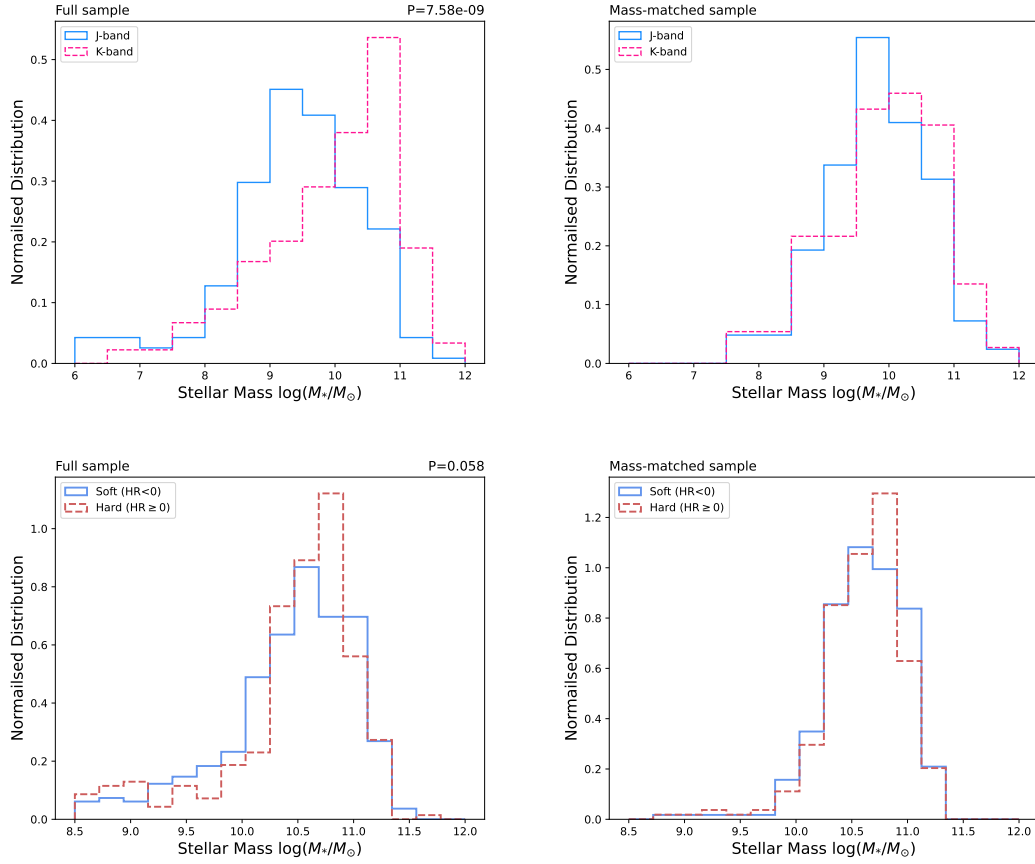 Full sample P=7.58e-09
J-band
K-band
Normailsed Distribution
0.5
0.4
0.3
0.2
0.1
0.0
6 7 8 9 10 11 12
Stellar Mass log(M*/M⊙)
Mass-matched sample
J-band
K-band
Normailsed Distribution
0.5
0.4
0.3
0.2
0.1
0.0
6 7 8 9 10 11 12
Stellar Mass log(M*/M⊙)
Full sample P=0.058
Soft (HR<0)
Hard (HR ≥ 0)
Normailsed Distribution
1.0
0.8
0.6
0.4
0.2
0.0
8.5 9.0 9.5 10.0 10.5 11.0 11.5 12.0
Stellar Mass log(M*/M⊙)
Mass-matched sample
Soft (HR<0)
Hard (HR ≥ 0)
Normailsed Distribution
1.2
1.0
0.8
0.6
0.4
0.2
0.0
8.5 9.0 9.5 10.0 10.5 11.0 11.5 12.0
Stellar Mass log(M*/M⊙)